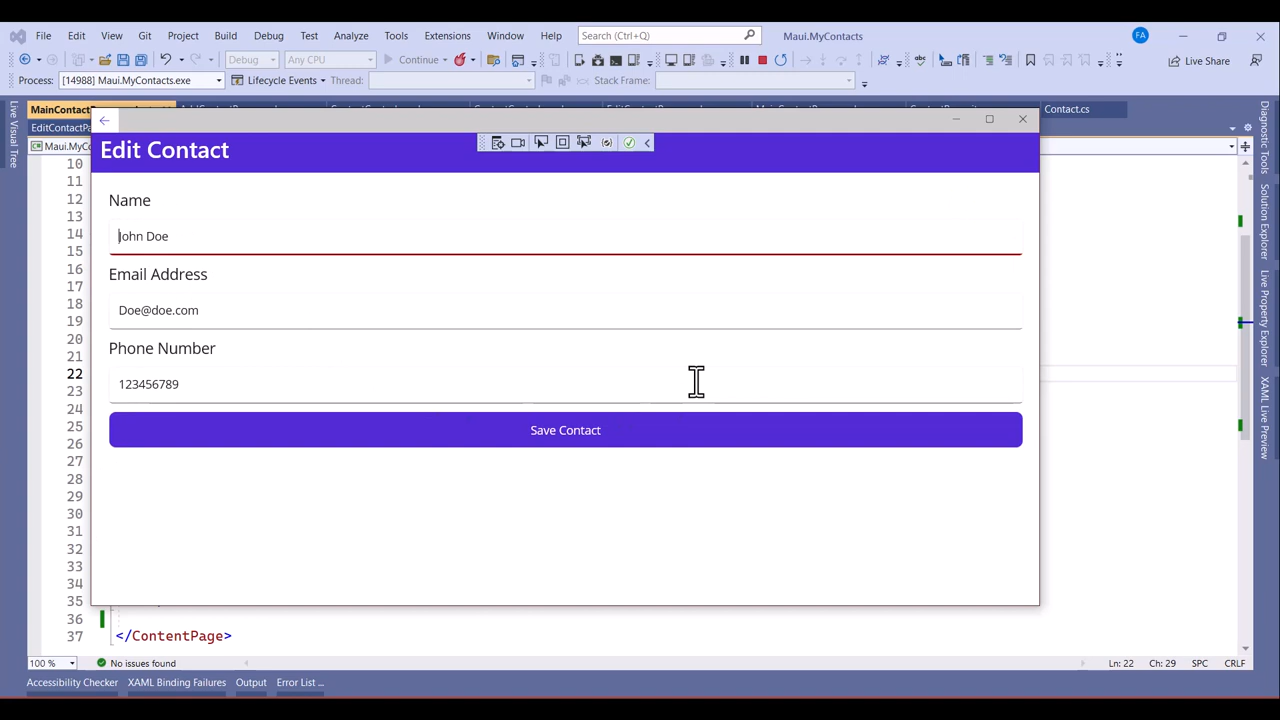 File Edit View Git Project Build Debug Test Analyze Tools Extensions Window Help Search (Ctrl+Q) Maui.MyContacts FA
Debug Any CPU Continue Live Share
Process: [14988] Maui.MyContacts.exe Lifecycle Events Thread: Stack Frame:
Contact.cs
EditContactPa
Maui.MyCo
Live Visual Tree
Edit Contact
Name
John Doe
Email Address
Doe@doe.com
Phone Number
123456789
Save Contact
10
11
12
13
14
15
16
17
18
19
20
21
22
23
24
25
26
27
28
29
30
31
32
33
34
35
36
37 </ContentPage>
Diagnostic Tools
Solution Explorer
Live Property Explorer
XAML Live Preview
100 % No issues found Ln: 22 Ch: 29 SPC CRLF
Accessibility Checker XAML Binding Failures Output Error List ...